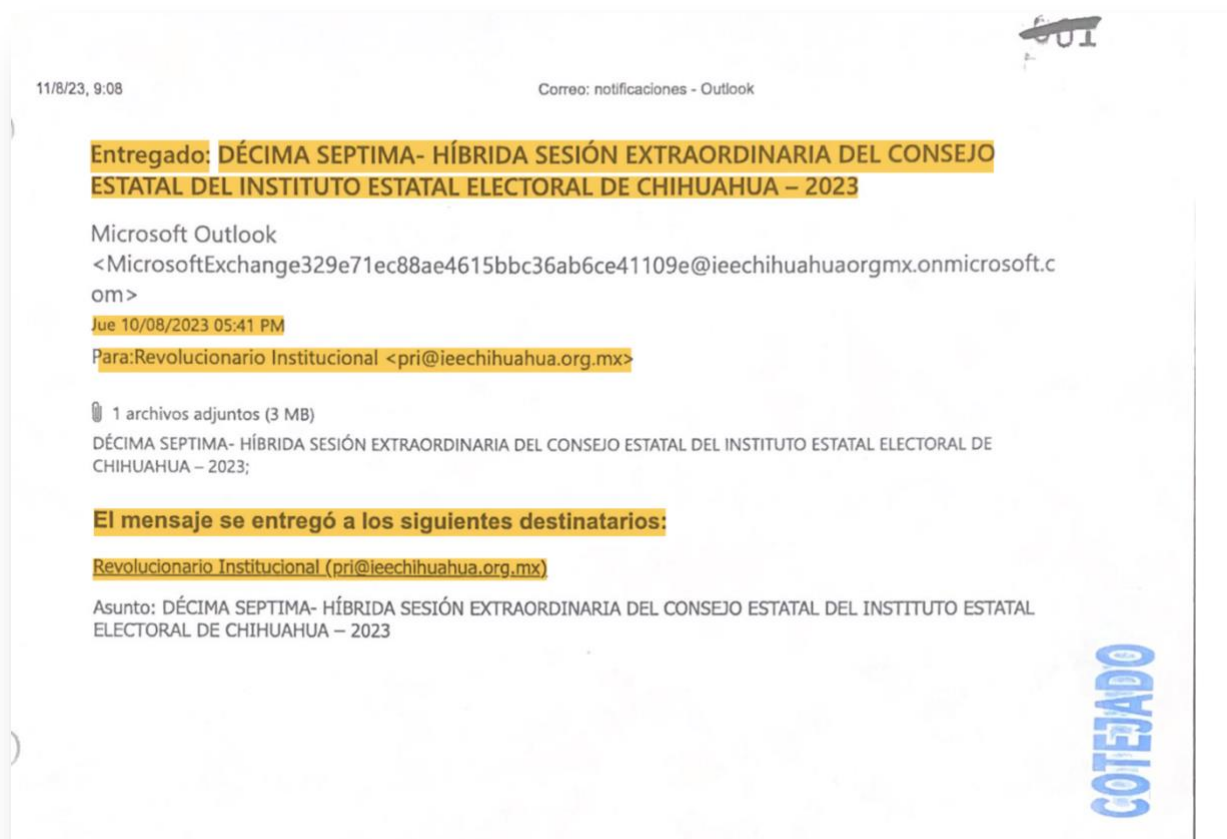 001
11/8/23, 9:08 Correo: notificaciones - Outlook
Entregado: DÉCIMA SEPTIMA- HÍBRIDA SESIÓN EXTRAORDINARIA DEL CONSEJO
ESTATAL DEL INSTITUTO ESTATAL ELECTORAL DE CHIHUAHUA – 2023
Microsoft Outlook
<MicrosoftExchange329e71ec88ae4615bbc36ab6ce41109e@ieechihuahuaorgmx.onmicrosoft.c
om>
Jue 10/08/2023 05:41 PM
Para:Revolucionario Institucional <pri@ieechihuahua.org.mx>
1 archivos adjuntos (3 MB)
DÉCIMA SEPTIMA- HÍBRIDA SESIÓN EXTRAORDINARIA DEL CONSEJO ESTATAL DEL INSTITUTO ESTATAL ELECTORAL DE
CHIHUAHUA – 2023;
El mensaje se entregó a los siguientes destinatarios:
Revolucionario Institucional (pri@ieechihuahua.org.mx)
Asunto: DÉCIMA SEPTIMA- HÍBRIDA SESIÓN EXTRAORDINARIA DEL CONSEJO ESTATAL DEL INSTITUTO ESTATAL
ELECTORAL DE CHIHUAHUA – 2023
COTEJADO